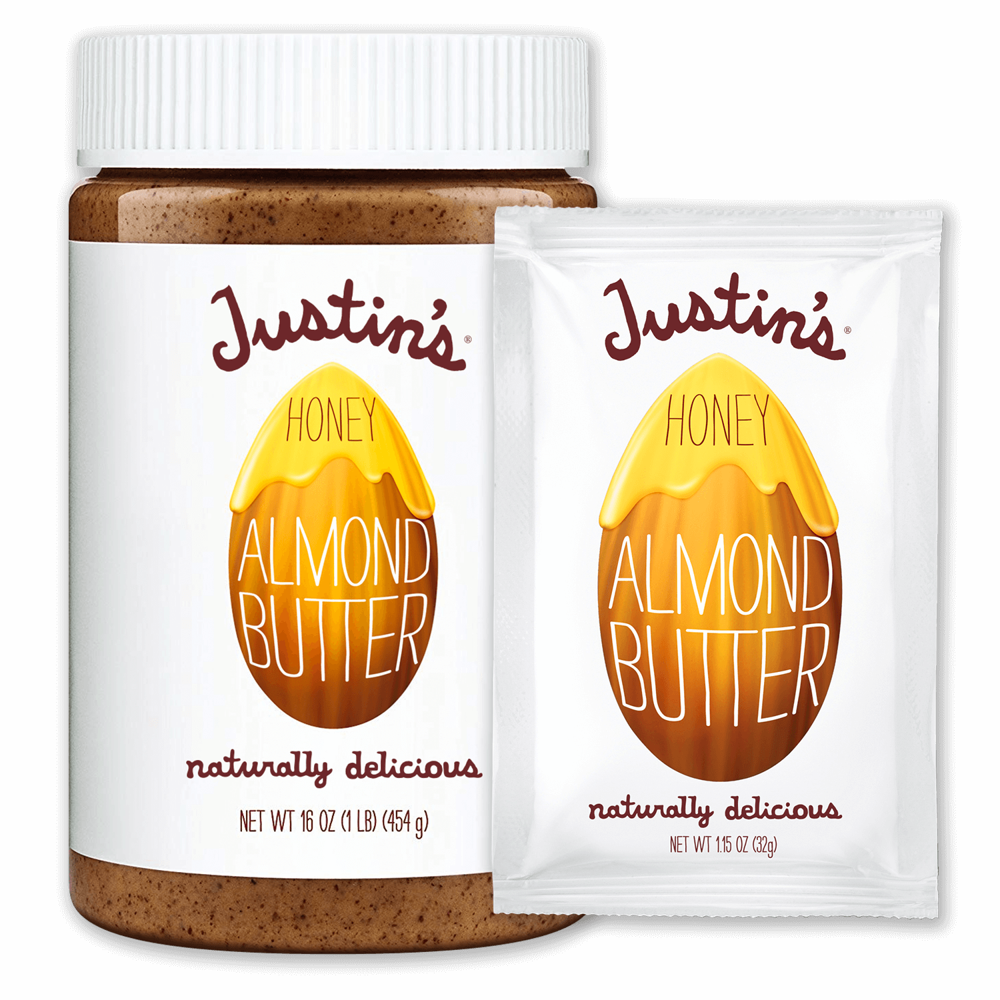 Justin's®
HONEY
ALMOND
BUTTER
naturally delicious
NET WT 16 OZ (1 LB) (454 g)
Justin's®
HONEY
ALMOND
BUTTER
naturally delicious
NET WT 1.15 OZ (32g)